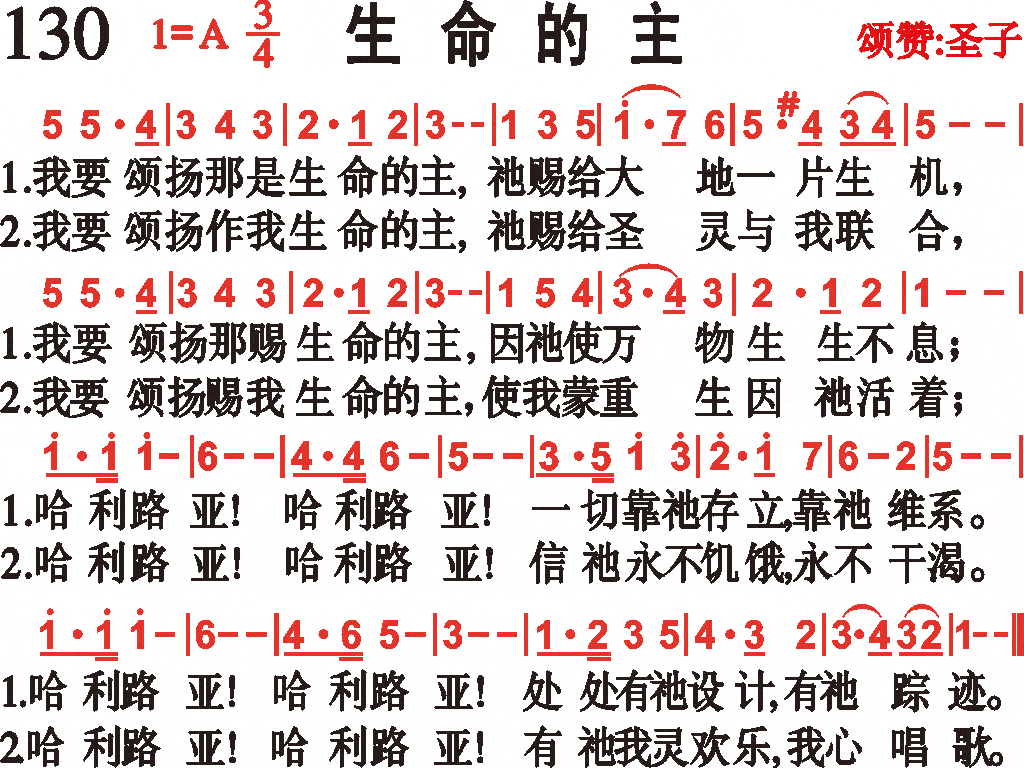 130 1=A 3/4 生命的主 颂赞:圣子
5 5·4|3 4 3|2·1 2|3--|1 3 5|i·7 6|5·#4 3 4|5--|
1.我要 颂扬那是生 命的主, 祂赐给大 地一 片生 机,
2.我要 颂扬作我生 命的主, 祂赐给圣 灵与 我联 合,
5 5·4|3 4 3|2·1 2|3--|1 5 4|3·4 3|2·1 2|1--|
1.我要 颂扬那赐 生 命的主, 因祂使万 物 生 生不 息;
2.我要 颂扬赐我 生 命的主, 使我蒙重 生 因 祂活 着;
i·i i-|6--|4·4 6-|5--|3·5 i 3̇|2̇·i 7|6-2|5--|
1.哈 利路 亚! 哈 利路 亚! 一 切靠祂存 立,靠祂 维系。
2.哈 利路 亚! 哈 利路 亚! 信 祂永不饥 饿,永不 干渴。
i·i i-|6--|4·6 5-|3--|1·2 3 5|4·3 2|3·4 3 2|1--‖
1.哈 利路 亚! 哈 利路 亚! 处 处有祂设 计,有祂 踪 迹。
2.哈 利路 亚! 哈 利路 亚! 有 祂我灵欢 乐,我心 唱 歌。